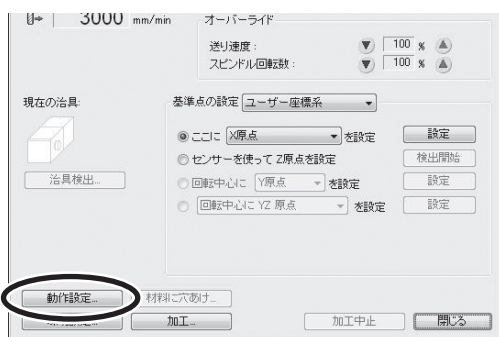 3000 mm/min
オーバーライド
送り速度： 100 %
スピンドル回転数： 100 %
現在の治具:
治具検出...
基準点の設定 ユーザー座標系
ここに X原点 を設定 設定
センサーを使って Z原点を設定 検出開始
回転中心に Y原点 を設定 設定
回転中心に YZ 原点 を設定 設定
動作設定... 材料に穴あけ...
加工... 加工中止 閉じる